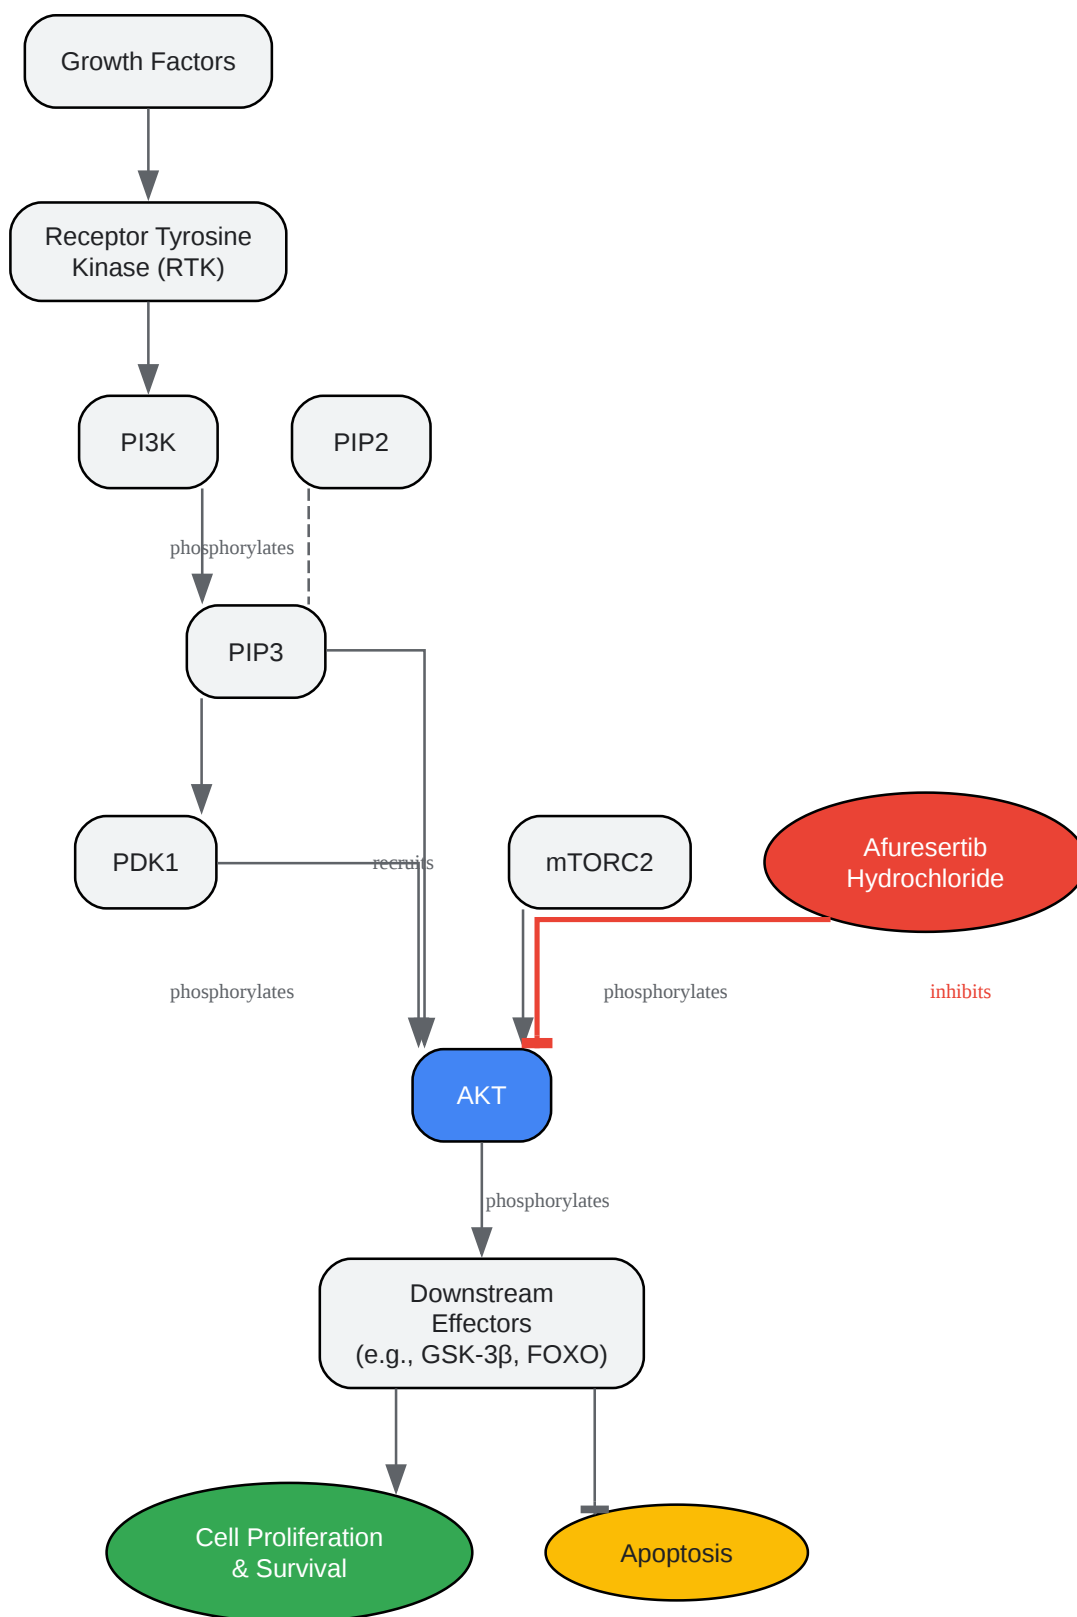 Growth Factors
Receptor Tyrosine
Kinase (RTK)
PI3K
PIP2
phosphorylates
PIP3
PDK1
recruits
mTORC2
Afuresertib
Hydrochloride
phosphorylates
phosphorylates
inhibits
AKT
phosphorylates
Downstream
Effectors
(e.g., GSK-3β, FOXO)
Cell Proliferation
& Survival
Apoptosis